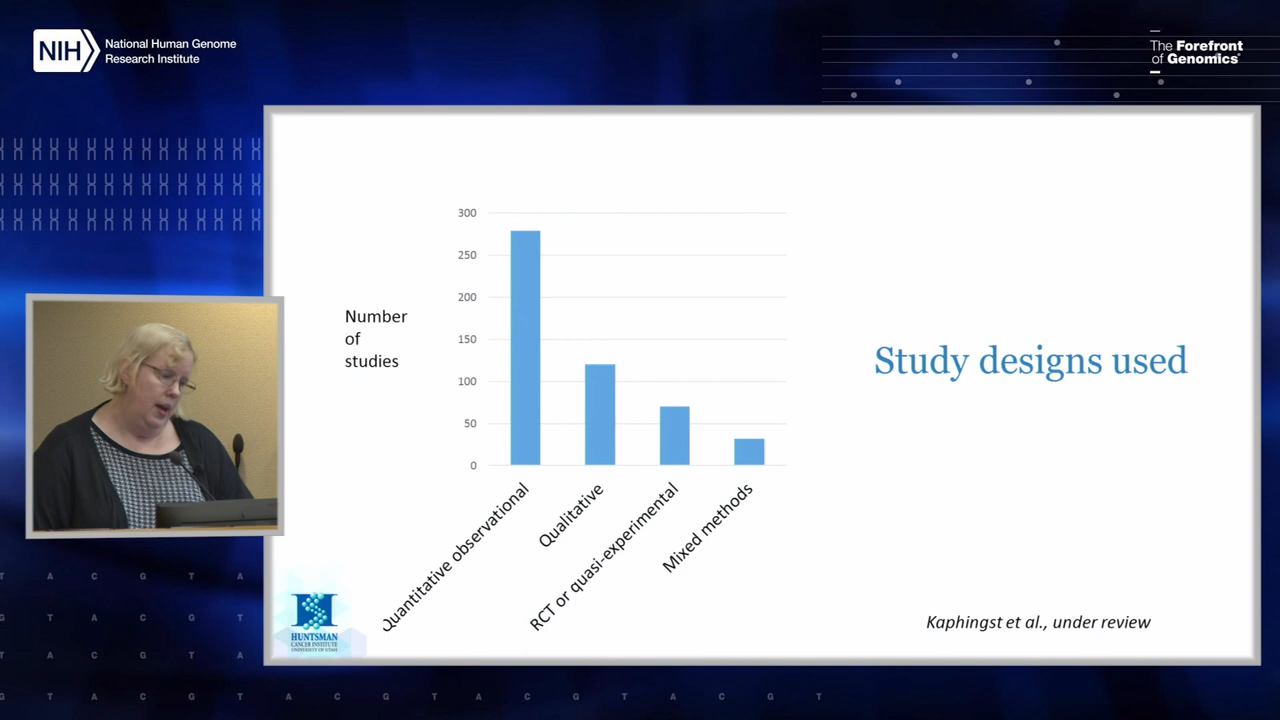 NIH
National Human Genome
Research Institute
The Forefront
of Genomics®
300
250
200
150
100
50
0
Number
of
studies
Quantitative observational
Qualitative
RCT or quasi-experimental
Mixed methods
Study designs used
Kaphingst et al., under review
HUNTSMAN
CANCER INSTITUTE
UNIVERSITY OF UTAH
T A C G T A
G T A C G T
T A C G T A
G T A C G T A C G T A C G T A C G T